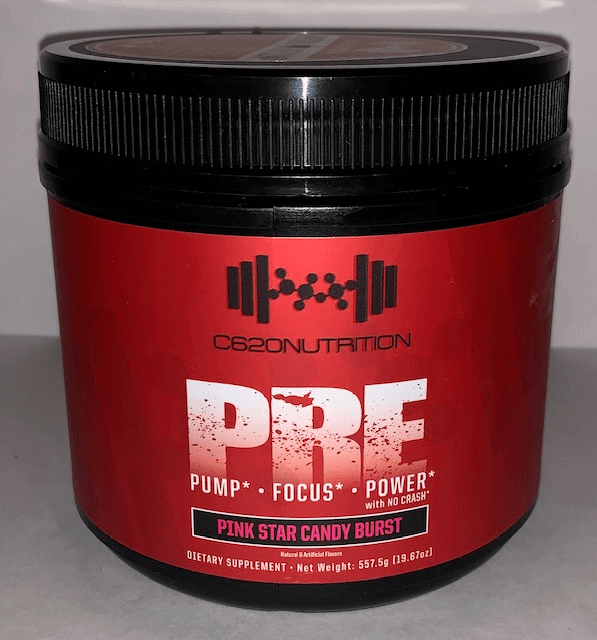 C620NUTRITION
PRE
PUMP* • FOCUS* • POWER*
with NO CRASH*
PINK STAR CANDY BURST
Natural & Artificial Flavors
DIETARY SUPPLEMENT • Net Weight: 557.5g (19.67oz)